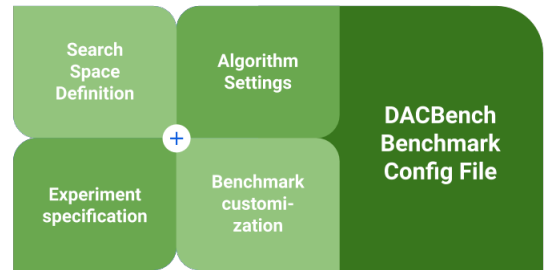 Search
Space
Definition
Algorithm
Settings
DACBench
Benchmark
Config File
+
Experiment
specification
Benchmark
customi-
zation